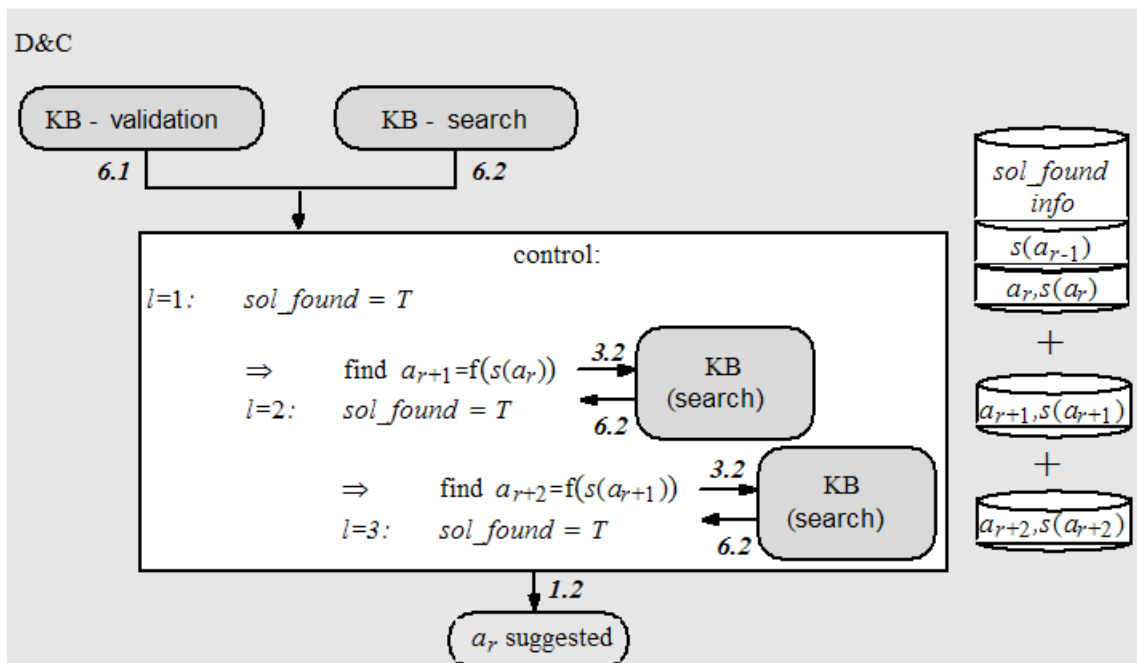 D&C
KB - validation
KB - search
6.1
6.2
control:
l=1: sol_found = T
⇒ find a_{r+1}=f(s(a_r))
3.2
KB
(search)
l=2: sol_found = T
6.2
⇒ find a_{r+2}=f(s(a_{r+1}))
3.2
KB
(search)
l=3: sol_found = T
6.2
1.2
a_r suggested
sol_found
info
s(a_{r-1})
a_r,s(a_r)
+
a_{r+1},s(a_{r+1})
+
a_{r+2},s(a_{r+2})